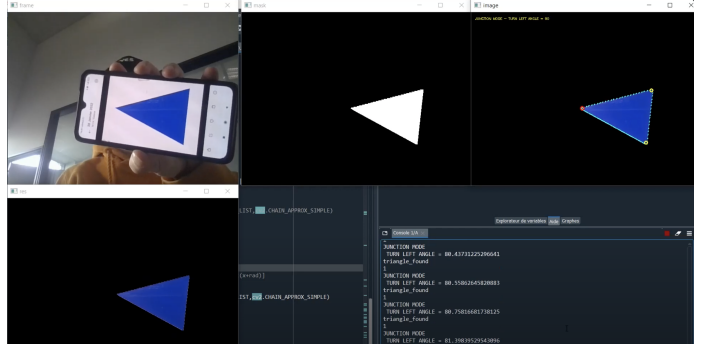 frame
mask
image
JUNCTION MODE - TURN LEFT ANGLE = 81
res
LIST,cv2.CHAIN_APPROX_SIMPLE)
(x+rad)]
IST,cv2.CHAIN_APPROX_SIMPLE)
Explorateur de variables Aide Graphes
Console 1/A
JUNCTION MODE
TURN LEFT ANGLE = 80.43731225296641
triangle_found
1
JUNCTION MODE
TURN LEFT ANGLE = 80.55862645820883
triangle_found
1
JUNCTION MODE
TURN LEFT ANGLE = 80.75816681738125
triangle_found
1
JUNCTION MODE
TURN LEFT ANGLE = 81.39839529543896